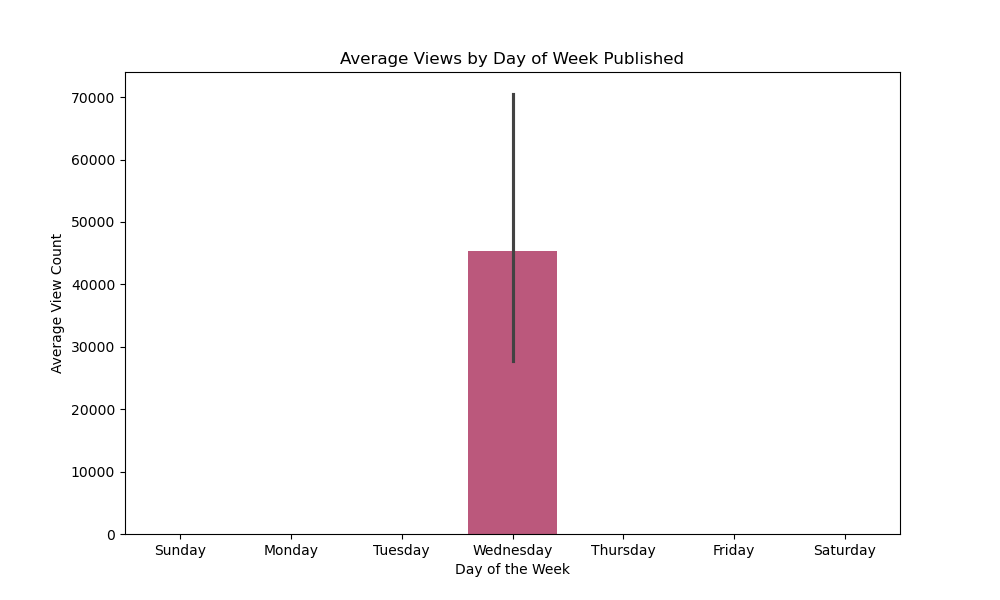 Average Views by Day of Week Published
Average View Count
70000
60000
50000
40000
30000
20000
10000
0
Sunday Monday Tuesday Wednesday Thursday Friday Saturday
Day of the Week